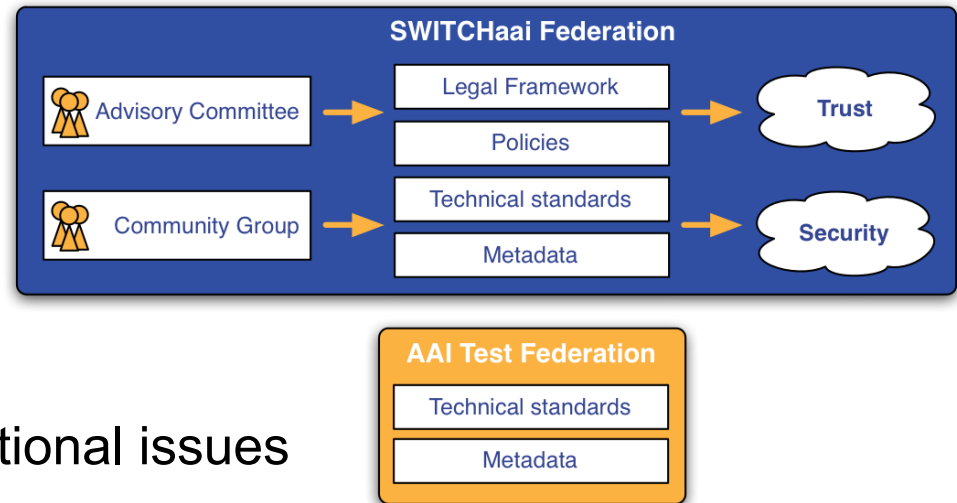 SWITCHaai Federation
Advisory Committee
Legal Framework
Policies
Trust
Community Group
Technical standards
Metadata
Security
AAI Test Federation
Technical standards
Metadata
tional issues